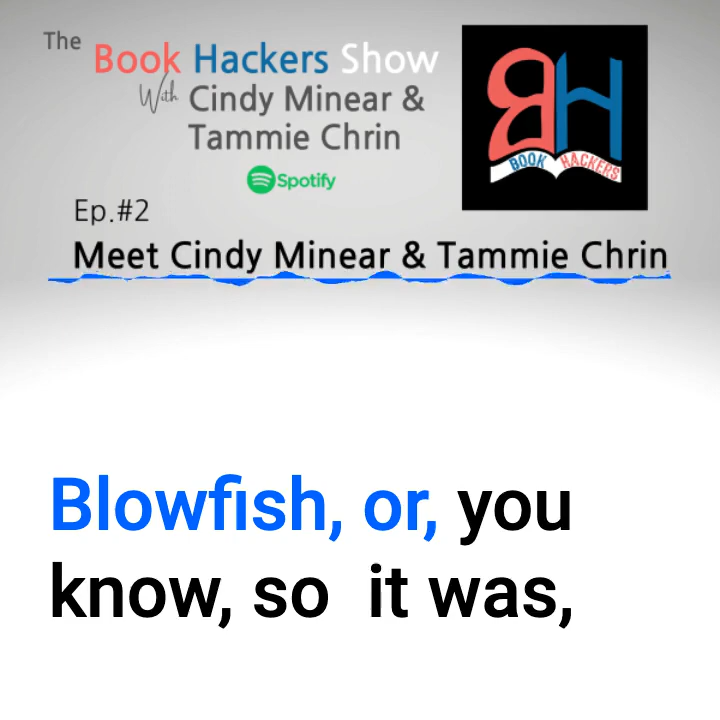 The
Book Hackers Show
With Cindy Minear &
Tammie Chrin
Spotify
BH
BOOK HACKERS
Ep.#2
Meet Cindy Minear & Tammie Chrin
Blowfish, or, you
know, so it was,